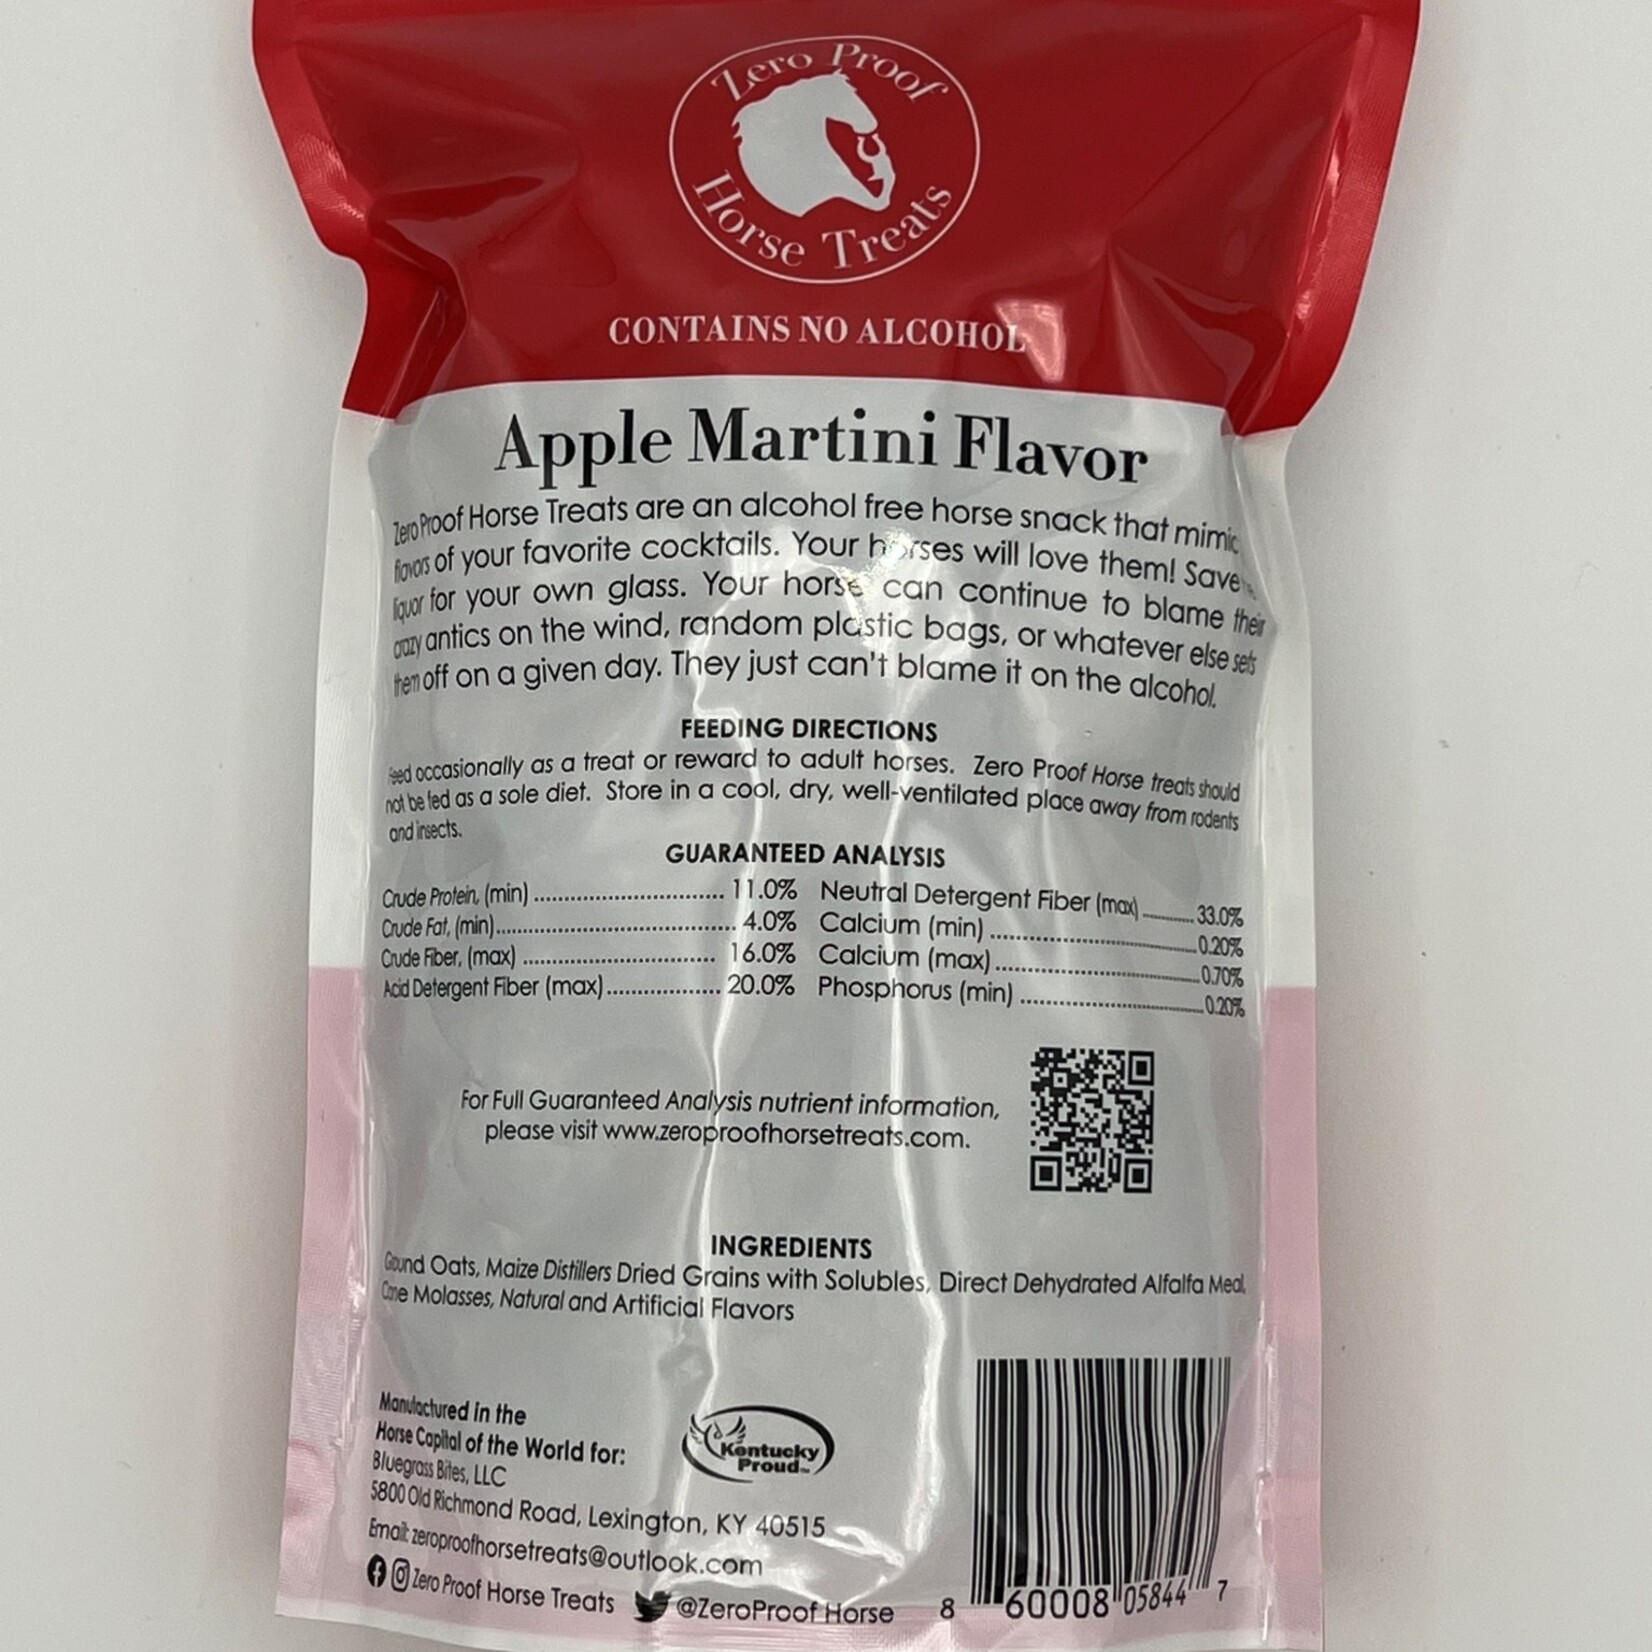 Zero Proof
Horse Treats
CONTAINS NO ALCOHOL
Apple Martini Flavor
Zero Proof Horse Treats are an alcohol free horse snack that mimic
flavors of your favorite cocktails. Your horses will love them! Save
liquor for your own glass. Your horse can continue to blame their
crazy antics on the wind, random plastic bags, or whatever else sets
them off on a given day. They just can't blame it on the alcohol.
FEEDING DIRECTIONS
Feed occasionally as a treat or reward to adult horses. Zero Proof Horse treats should
not be fed as a sole diet. Store in a cool, dry, well-ventilated place away from rodents
and insects.
GUARANTEED ANALYSIS
Crude Protein, (min) .......... 11.0% Neutral Detergent Fiber (max) .......... 33.0%
Crude Fat, (min) .......... 4.0% Calcium (min) .......... 0.20%
Crude Fiber, (max) .......... 16.0% Calcium (max) .......... 0.70%
Acid Detergent Fiber (max) .......... 20.0% Phosphorus (min) .......... 0.20%
For Full Guaranteed Analysis nutrient information,
please visit www.zeroproofhorsetreats.com.
INGREDIENTS
Ground Oats, Maize Distillers Dried Grains with Solubles, Direct Dehydrated Alfalfa Meal,
Cane Molasses, Natural and Artificial Flavors
Manufactured in the
Horse Capital of the World for:
Bluegrass Bites, LLC
5800 Old Richmond Road, Lexington, KY 40515
Email: zeroproofhorsetreats@outlook.com
Zero Proof Horse Treats @ZeroProof Horse
Kentucky
Proud™
8 60008 05844 7